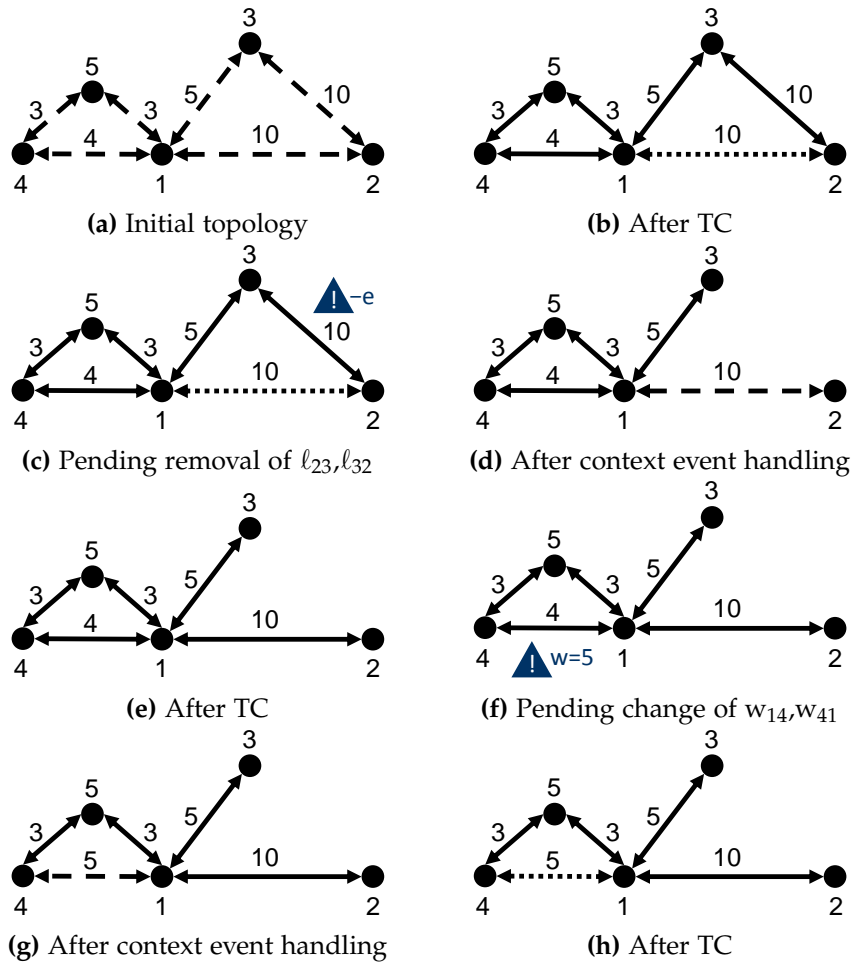 3 3
5 5
3 3 5 10 3 3 5 10
4 10 4 10
4 1 2 4 1 2
(a) Initial topology (b) After TC
3 3
! −e
5 5
3 3 5 10 3 3 5
4 10 4 10
4 1 2 4 1 2
(c) Pending removal of ℓ23,ℓ32 (d) After context event handling
3 3
5 5
3 3 5 3 3 5
4 10 4 10
4 1 2 4 ! w=5 1 2
(e) After TC (f) Pending change of w14,w41
3 3
5 5
3 3 5 3 3 5
5 10 5 10
4 1 2 4 1 2
(g) After context event handling (h) After TC